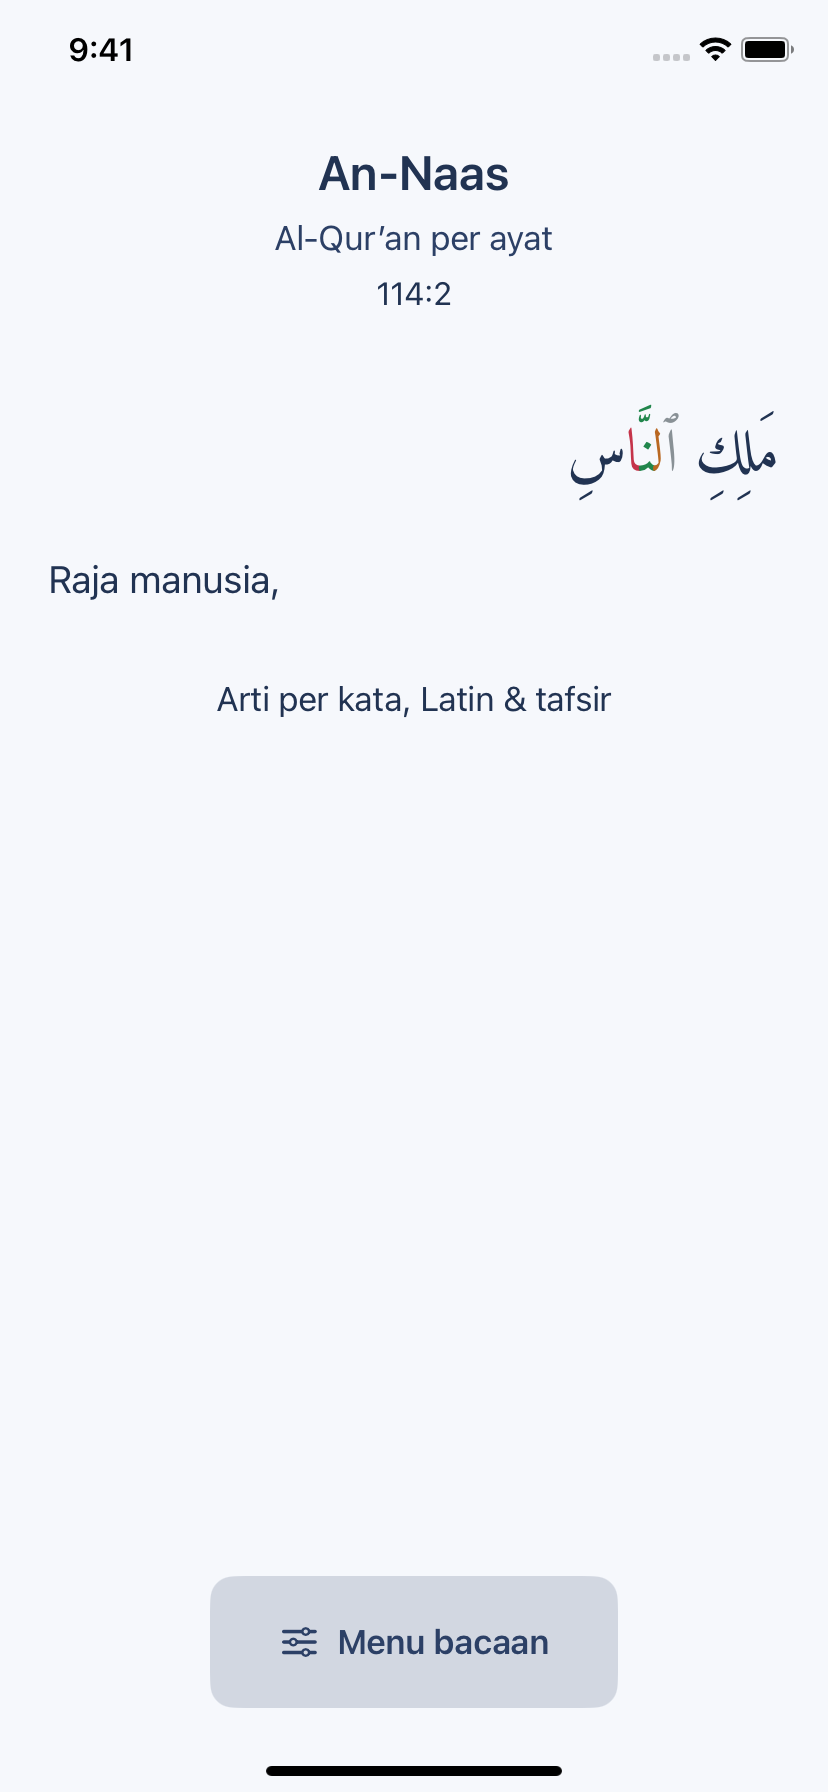 9:41
An-Naas
Al-Qur’an per ayat
114:2
مَلِكِ ٱلنَّاسِ
Raja manusia,
Arti per kata, Latin & tafsir
Menu bacaan